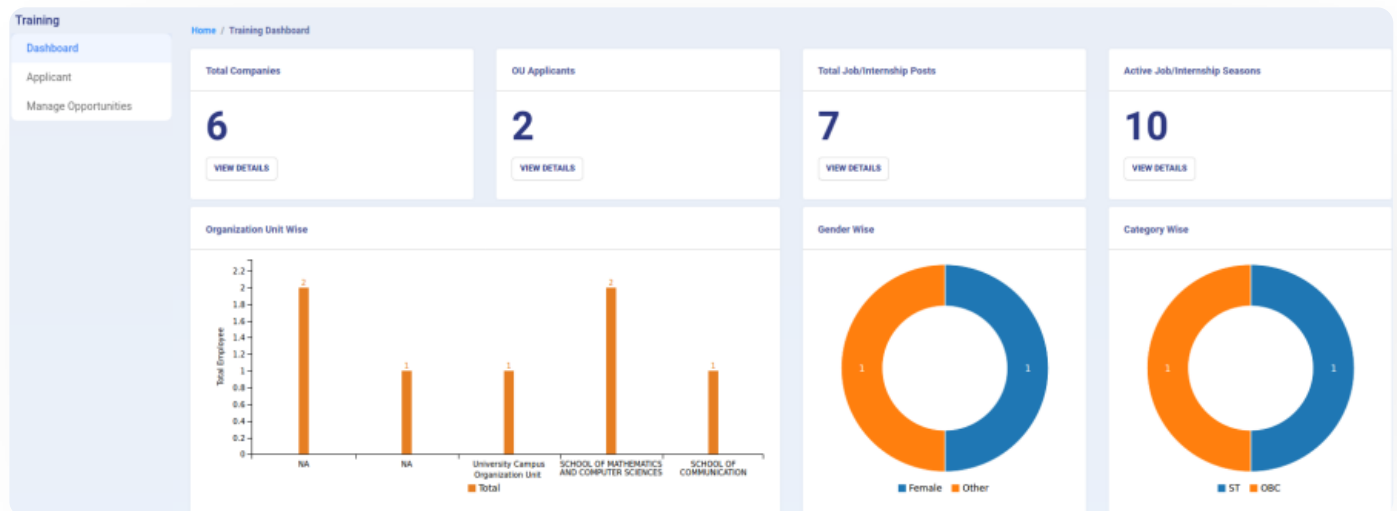 Training
Dashboard
Applicant
Manage Opportunities
Home / Training Dashboard
Total Companies
6
VIEW DETAILS
OU Applicants
2
VIEW DETAILS
Total Job/Internship Posts
7
VIEW DETAILS
Active Job/Internship Seasons
10
VIEW DETAILS
Organization Unit Wise
Total Employee
2.2
2
1.8
1.6
1.4
1.2
1
0.8
0.6
0.4
0.2
0
2
1
1
2
1
NA
NA
University Campus
Organization Unit
SCHOOL OF MATHEMATICS
AND COMPUTER SCIENCES
SCHOOL OF
COMMUNICATION
Total
Gender Wise
1
1
Female Other
Category Wise
1
1
ST OBC